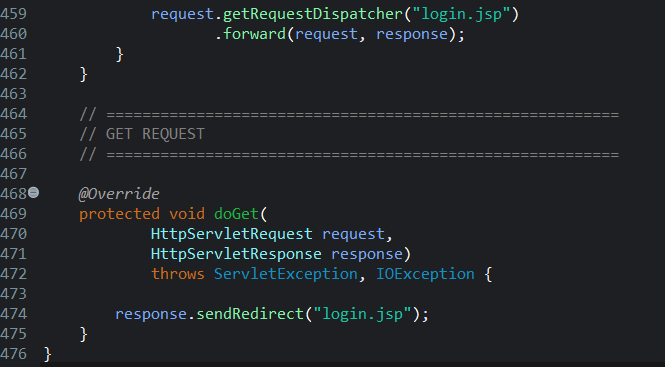 459 request.getRequestDispatcher("login.jsp")
460 .forward(request, response);
461 }
462 }
463
464 // =========================================================
465 // GET REQUEST
466 // =========================================================
467
468 @Override
469 protected void doGet(
470 HttpServletRequest request,
471 HttpServletResponse response)
472 throws ServletException, IOException {
473
474 response.sendRedirect("login.jsp");
475 }
476 }